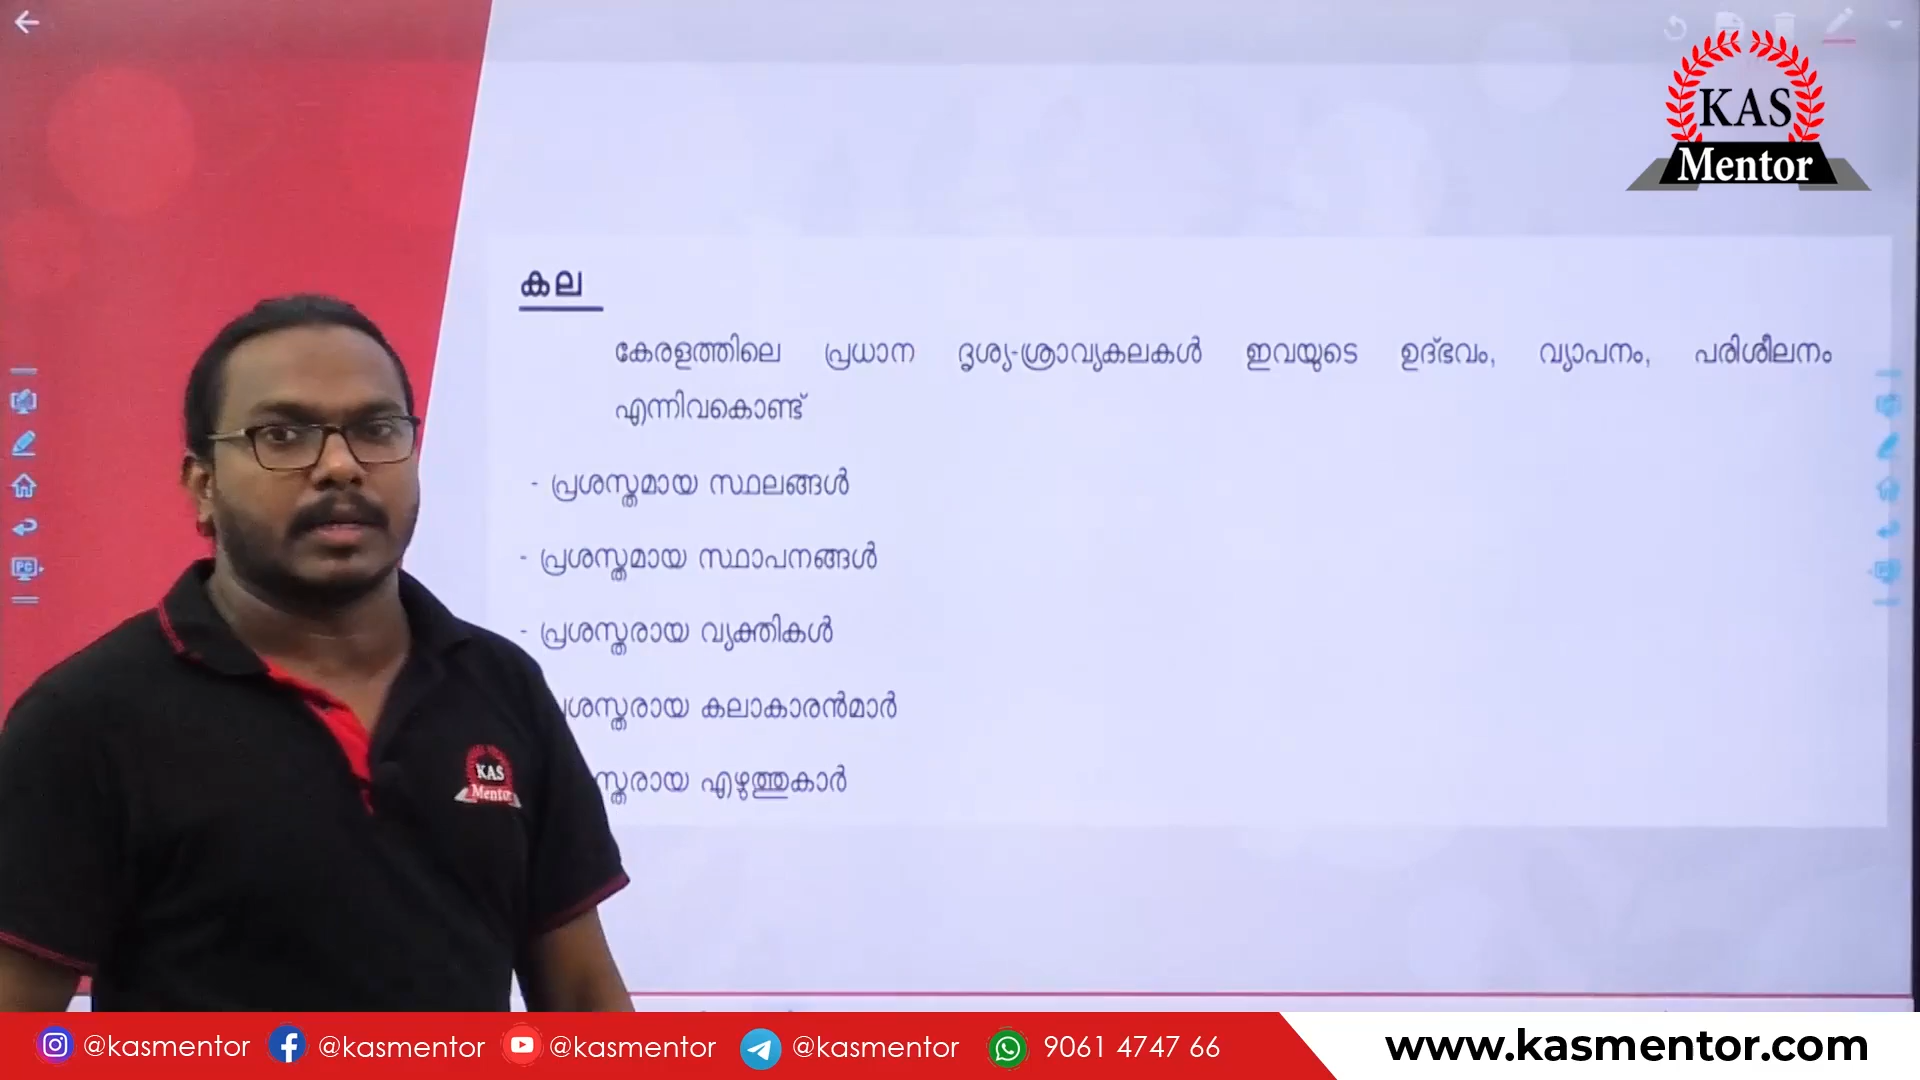 KAS
Mentor
കല
കേരളത്തിലെ പ്രധാന ദൃശ്യ-ശ്രാവ്യകലകൾ ഇവയുടെ ഉദ്ഭവം, വ്യാപനം, പരിശീലനം
എന്നിവകൊണ്ട്
- പ്രശസ്തമായ സ്ഥലങ്ങൾ
- പ്രശസ്തമായ സ്ഥാപനങ്ങൾ
- പ്രശസ്തരായ വ്യക്തികൾ
ശസ്തരായ കലാകാരൻമാർ
സ്തരായ എഴുത്തുകാർ
KAS
Mentor
PC
@kasmentor @kasmentor @kasmentor @kasmentor 9061 4747 66
www.kasmentor.com